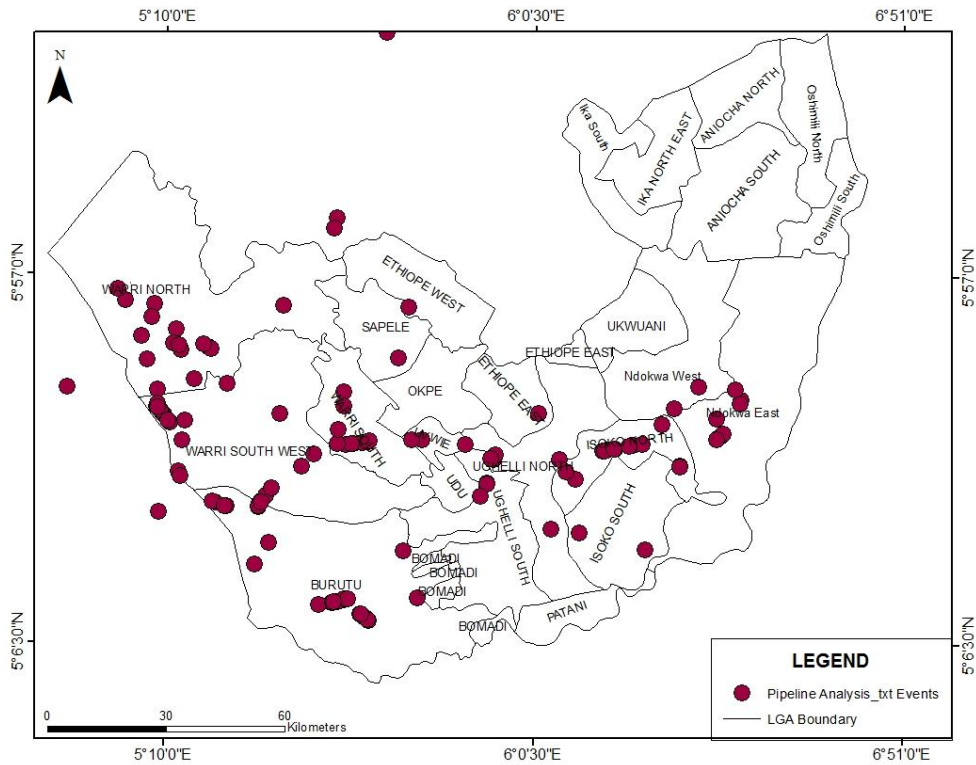 5°10'0"E
6°0'30"E
6°51'0"E
N
Ika South
IKA NORTH EAST
ANIOCHA NORTH
Oshimili North
ANIOCHA SOUTH
Oshimili South
5°57'0"N
5°57'0"N
WARRI NORTH
ETHIOPE WEST
SAPELE
UKWUANI
ETHIOPE EAST
OKPE
ETHIOPE EAST
Ndokwa West
Ndokwa East
WARRI SOUTH
WARRI SOUTH WEST
UVWIE
ISOKO NORTH
UGHELLI NORTH
UDU
UGHELLI SOUTH
ISOKO SOUTH
BOMADI
BOMADI
BURUTU
BOMADI
PATANI
BOMADI
5°6'30"N
5°6'30"N
LEGEND
Pipeline Analysis_txt Events
LGA Boundary
0 30 60
Kilometers
5°10'0"E
6°0'30"E
6°51'0"E